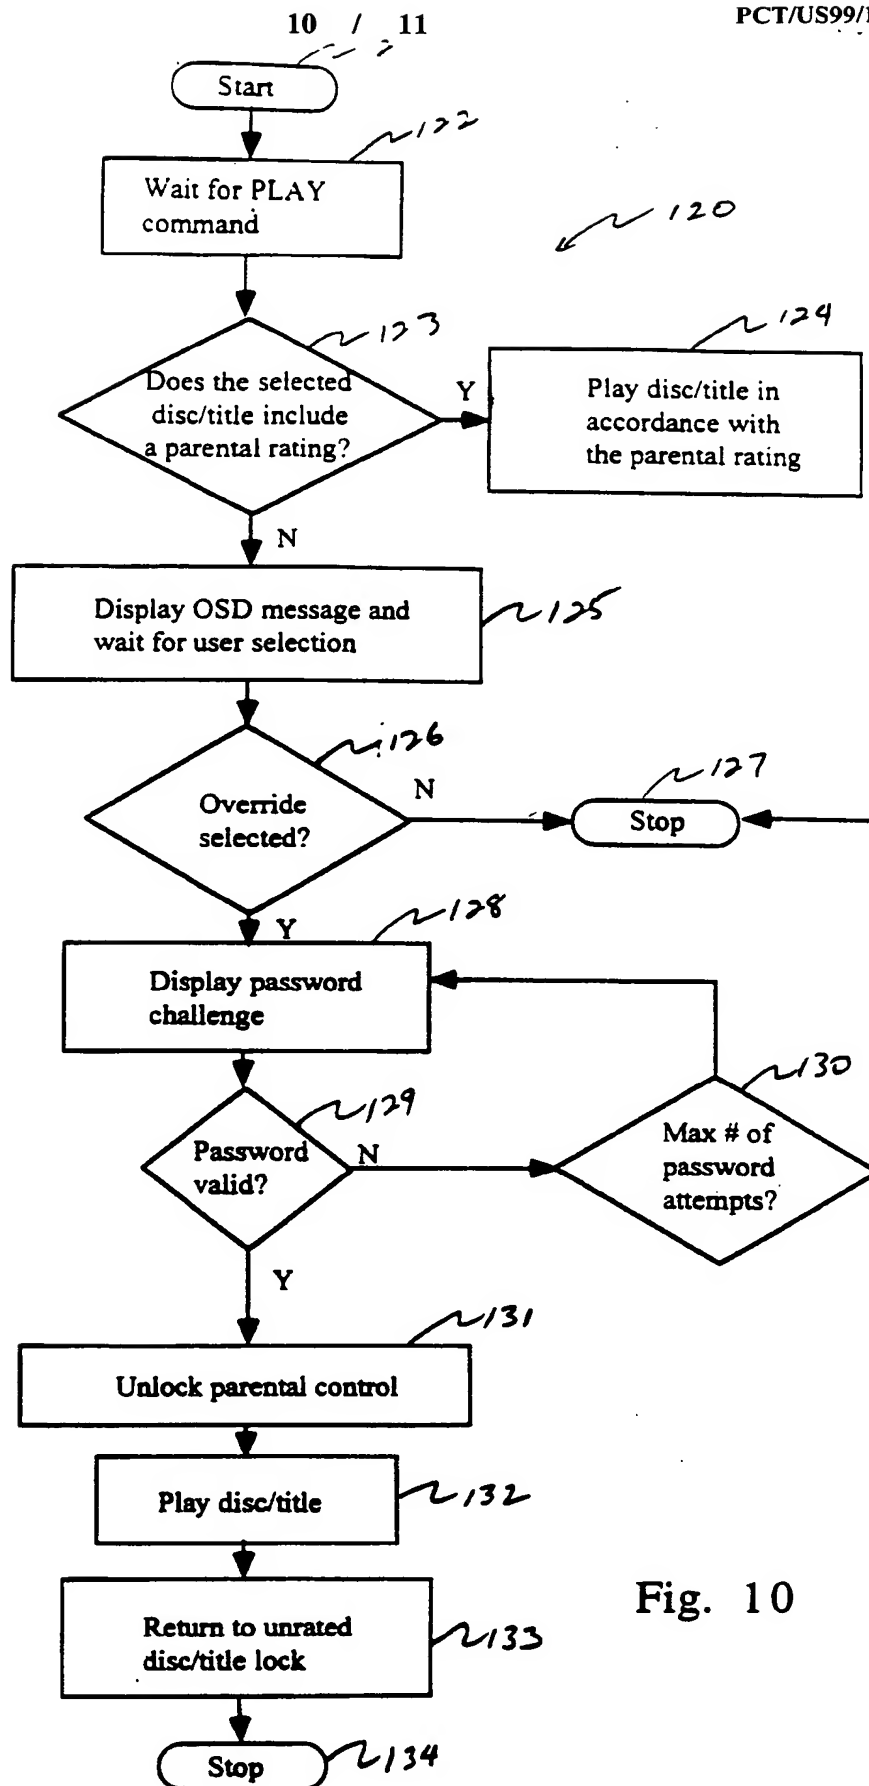 10 / 11
PCT/US99/1
Start
122
Wait for PLAY
command
120
123
Does the selected
disc/title include
a parental rating?
Y
124
Play disc/title in
accordance with
the parental rating
N
Display OSD message and
wait for user selection
125
126
Override
selected?
N
127
Stop
Y
128
Display password
challenge
129
Password
valid?
N
130
Max # of
password
attempts?
Y
131
Unlock parental control
Play disc/title
132
Return to unrated
disc/title lock
133
Fig. 10
Stop
134